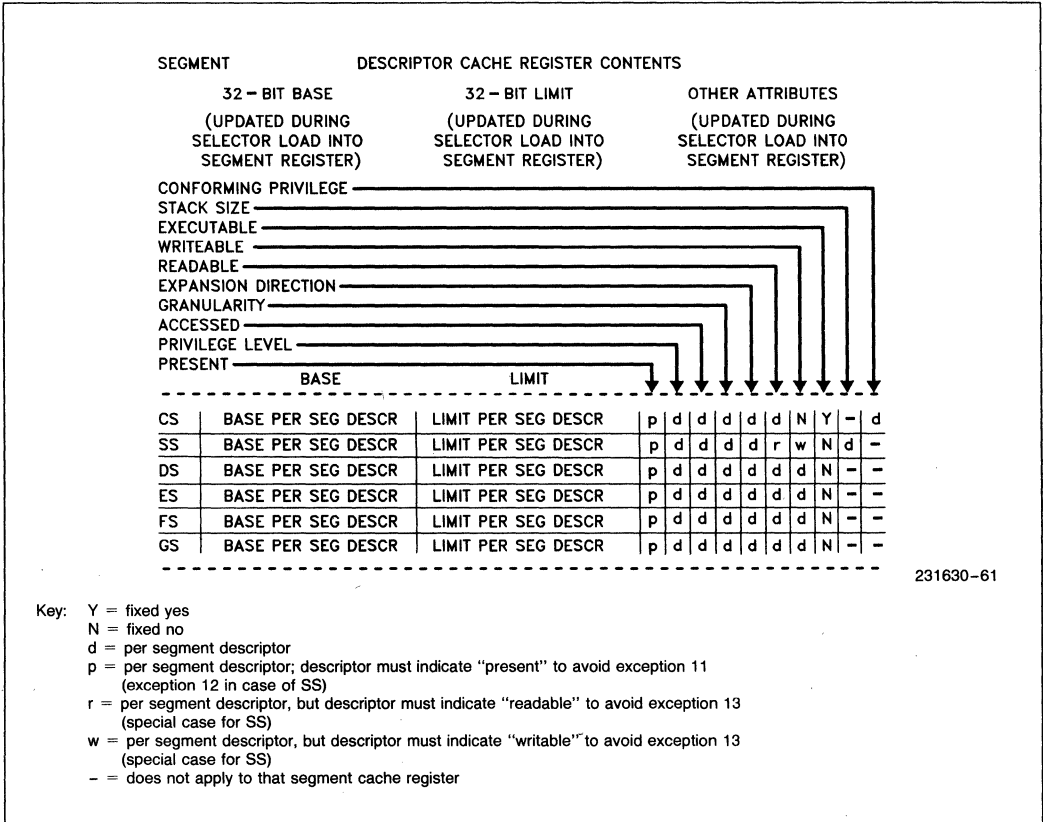 SEGMENT DESCRIPTOR CACHE REGISTER CONTENTS
32 – BIT BASE 32 – BIT LIMIT OTHER ATTRIBUTES
(UPDATED DURING (UPDATED DURING (UPDATED DURING
SELECTOR LOAD INTO SELECTOR LOAD INTO SELECTOR LOAD INTO
SEGMENT REGISTER) SEGMENT REGISTER) SEGMENT REGISTER)
CONFORMING PRIVILEGE
STACK SIZE
EXECUTABLE
WRITEABLE
READABLE
EXPANSION DIRECTION
GRANULARITY
ACCESSED
PRIVILEGE LEVEL
PRESENT
BASE LIMIT
CS | BASE PER SEG DESCR | LIMIT PER SEG DESCR | p | d | d | d | d | d | N | Y | – | d
SS | BASE PER SEG DESCR | LIMIT PER SEG DESCR | p | d | d | d | d | r | w | N | d | –
DS | BASE PER SEG DESCR | LIMIT PER SEG DESCR | p | d | d | d | d | d | d | N | – | –
ES | BASE PER SEG DESCR | LIMIT PER SEG DESCR | p | d | d | d | d | d | d | N | – | –
FS | BASE PER SEG DESCR | LIMIT PER SEG DESCR | p | d | d | d | d | d | d | N | – | –
GS | BASE PER SEG DESCR | LIMIT PER SEG DESCR | p | d | d | d | d | d | d | N | – | –
231630–61
Key: Y = fixed yes
N = fixed no
d = per segment descriptor
p = per segment descriptor; descriptor must indicate "present" to avoid exception 11
(exception 12 in case of SS)
r = per segment descriptor, but descriptor must indicate "readable" to avoid exception 13
(special case for SS)
w = per segment descriptor, but descriptor must indicate "writable" to avoid exception 13
(special case for SS)
– = does not apply to that segment cache register